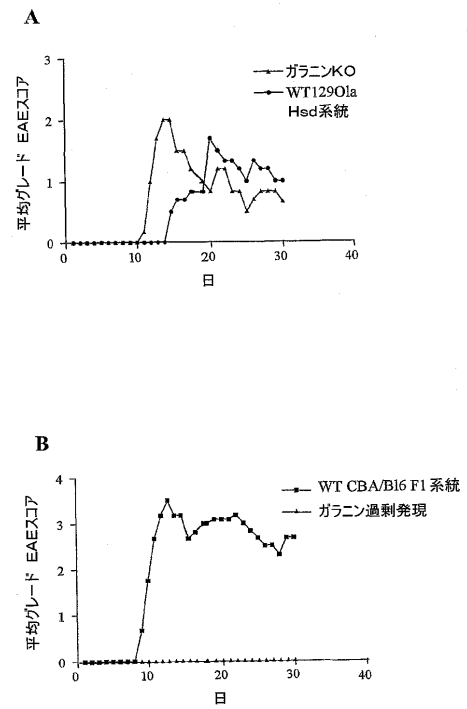 A
3
2
1
0
0
10
20
30
40
平均グレード EAEスコア
日
ガラニンKO
WT129Ola
Hsd系統
B
4
3
2
1
0
0
10
20
30
40
平均グレード EAEスコア
日
WT CBA/Bl6 F1系統
ガラニン過剰発現